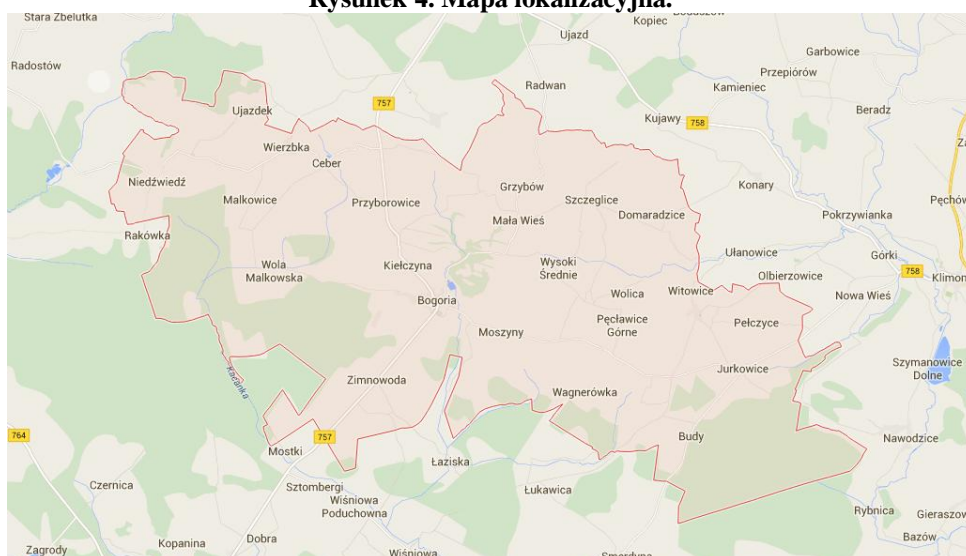 Rysunek 4. Mapa lokalizacyjna.
Stara Zbelutka
Kopiec
Ujazd
Garbowice
Radostów
Przepiórów
Radwan
Kamieniec
757
Ujazdek
Beradz
Kujawy
758
Wierzbka
Ceber
Niedźwiedź
Grzybów
Konary
Malkowice
Przyborowice
Szczeglice
Pęchów
Domaradzice
Pokrzywianka
Mała Wieś
Rakówka
Ułanowice
Górki
Wola
Malkowska
Kiełczyna
Wysoki
Średnie
Olbierzowice
758
Klimon
Wolica
Witowice
Nowa Wieś
Bogoria
Pęcławice
Górne
Pełczyce
Moszyny
Szymanowice
Dolne
Kacanka
Zimnowoda
Jurkowice
Wagnerówka
764
757
Budy
Nawodzice
Mostki
Łaziska
Czernica
Sztombergi
Łukawica
Wiśniowa
Poduchowna
Rybnica
Gieraszow
Zagrody
Kopanina
Dobra
Bazów
Wiśniowa